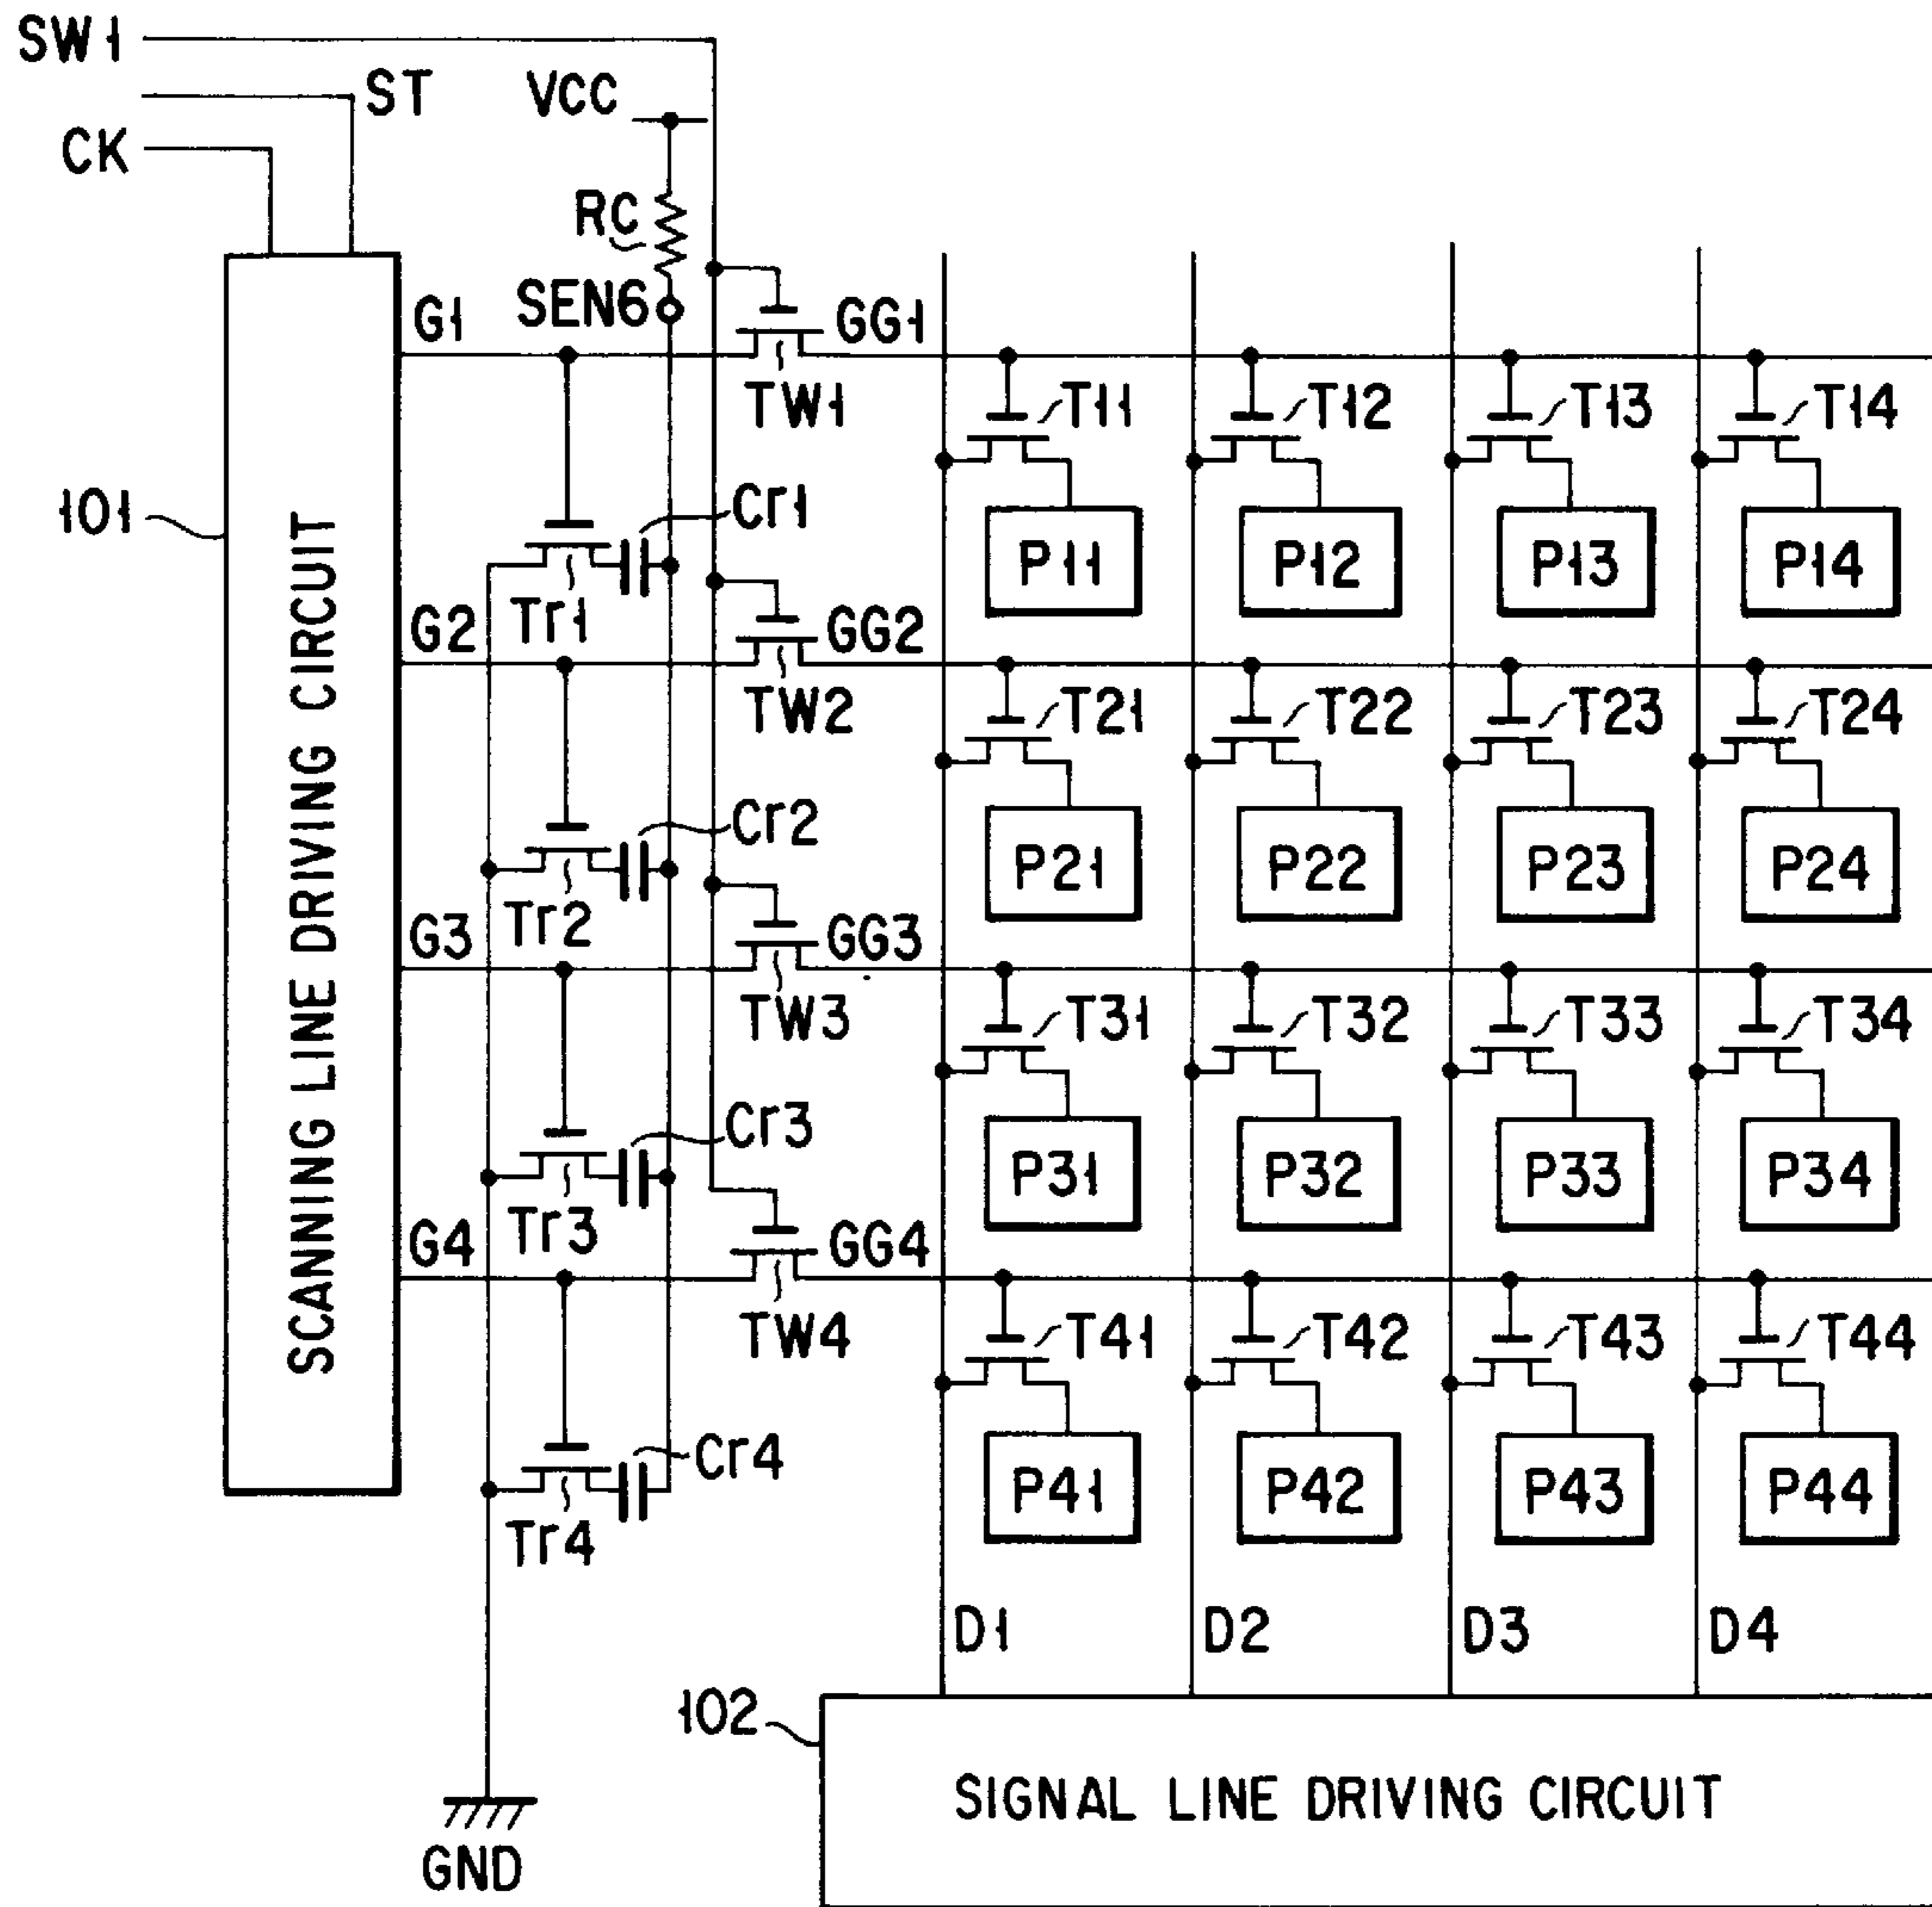 SW1
ST
VCC
CK
RC
SEN6
G1
GG1
TW1
T11
T12
T13
T14
101
Cr1
P11
P12
P13
P14
Tr1
G2
GG2
TW2
T21
T22
T23
T24
Cr2
P21
P22
P23
P24
Tr2
G3
GG3
TW3
T31
T32
T33
T34
Cr3
P31
P32
P33
P34
Tr3
G4
GG4
TW4
T41
T42
T43
T44
Cr4
P41
P42
P43
P44
Tr4
SCANNING LINE DRIVING CIRCUIT
D1
D2
D3
D4
102
SIGNAL LINE DRIVING CIRCUIT
GND